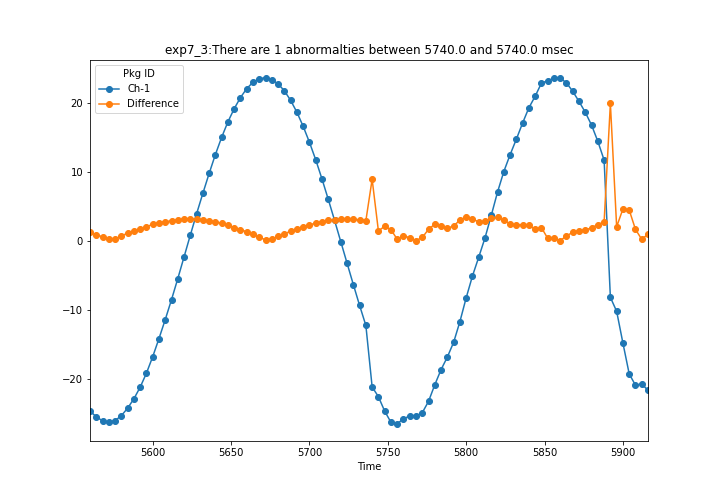 exp7_3:There are 1 abnormalties between 5740.0 and 5740.0 msec
Pkg ID
Ch-1
Difference
20
10
0
−10
−20
5600 5650 5700 5750 5800 5850 5900
Time